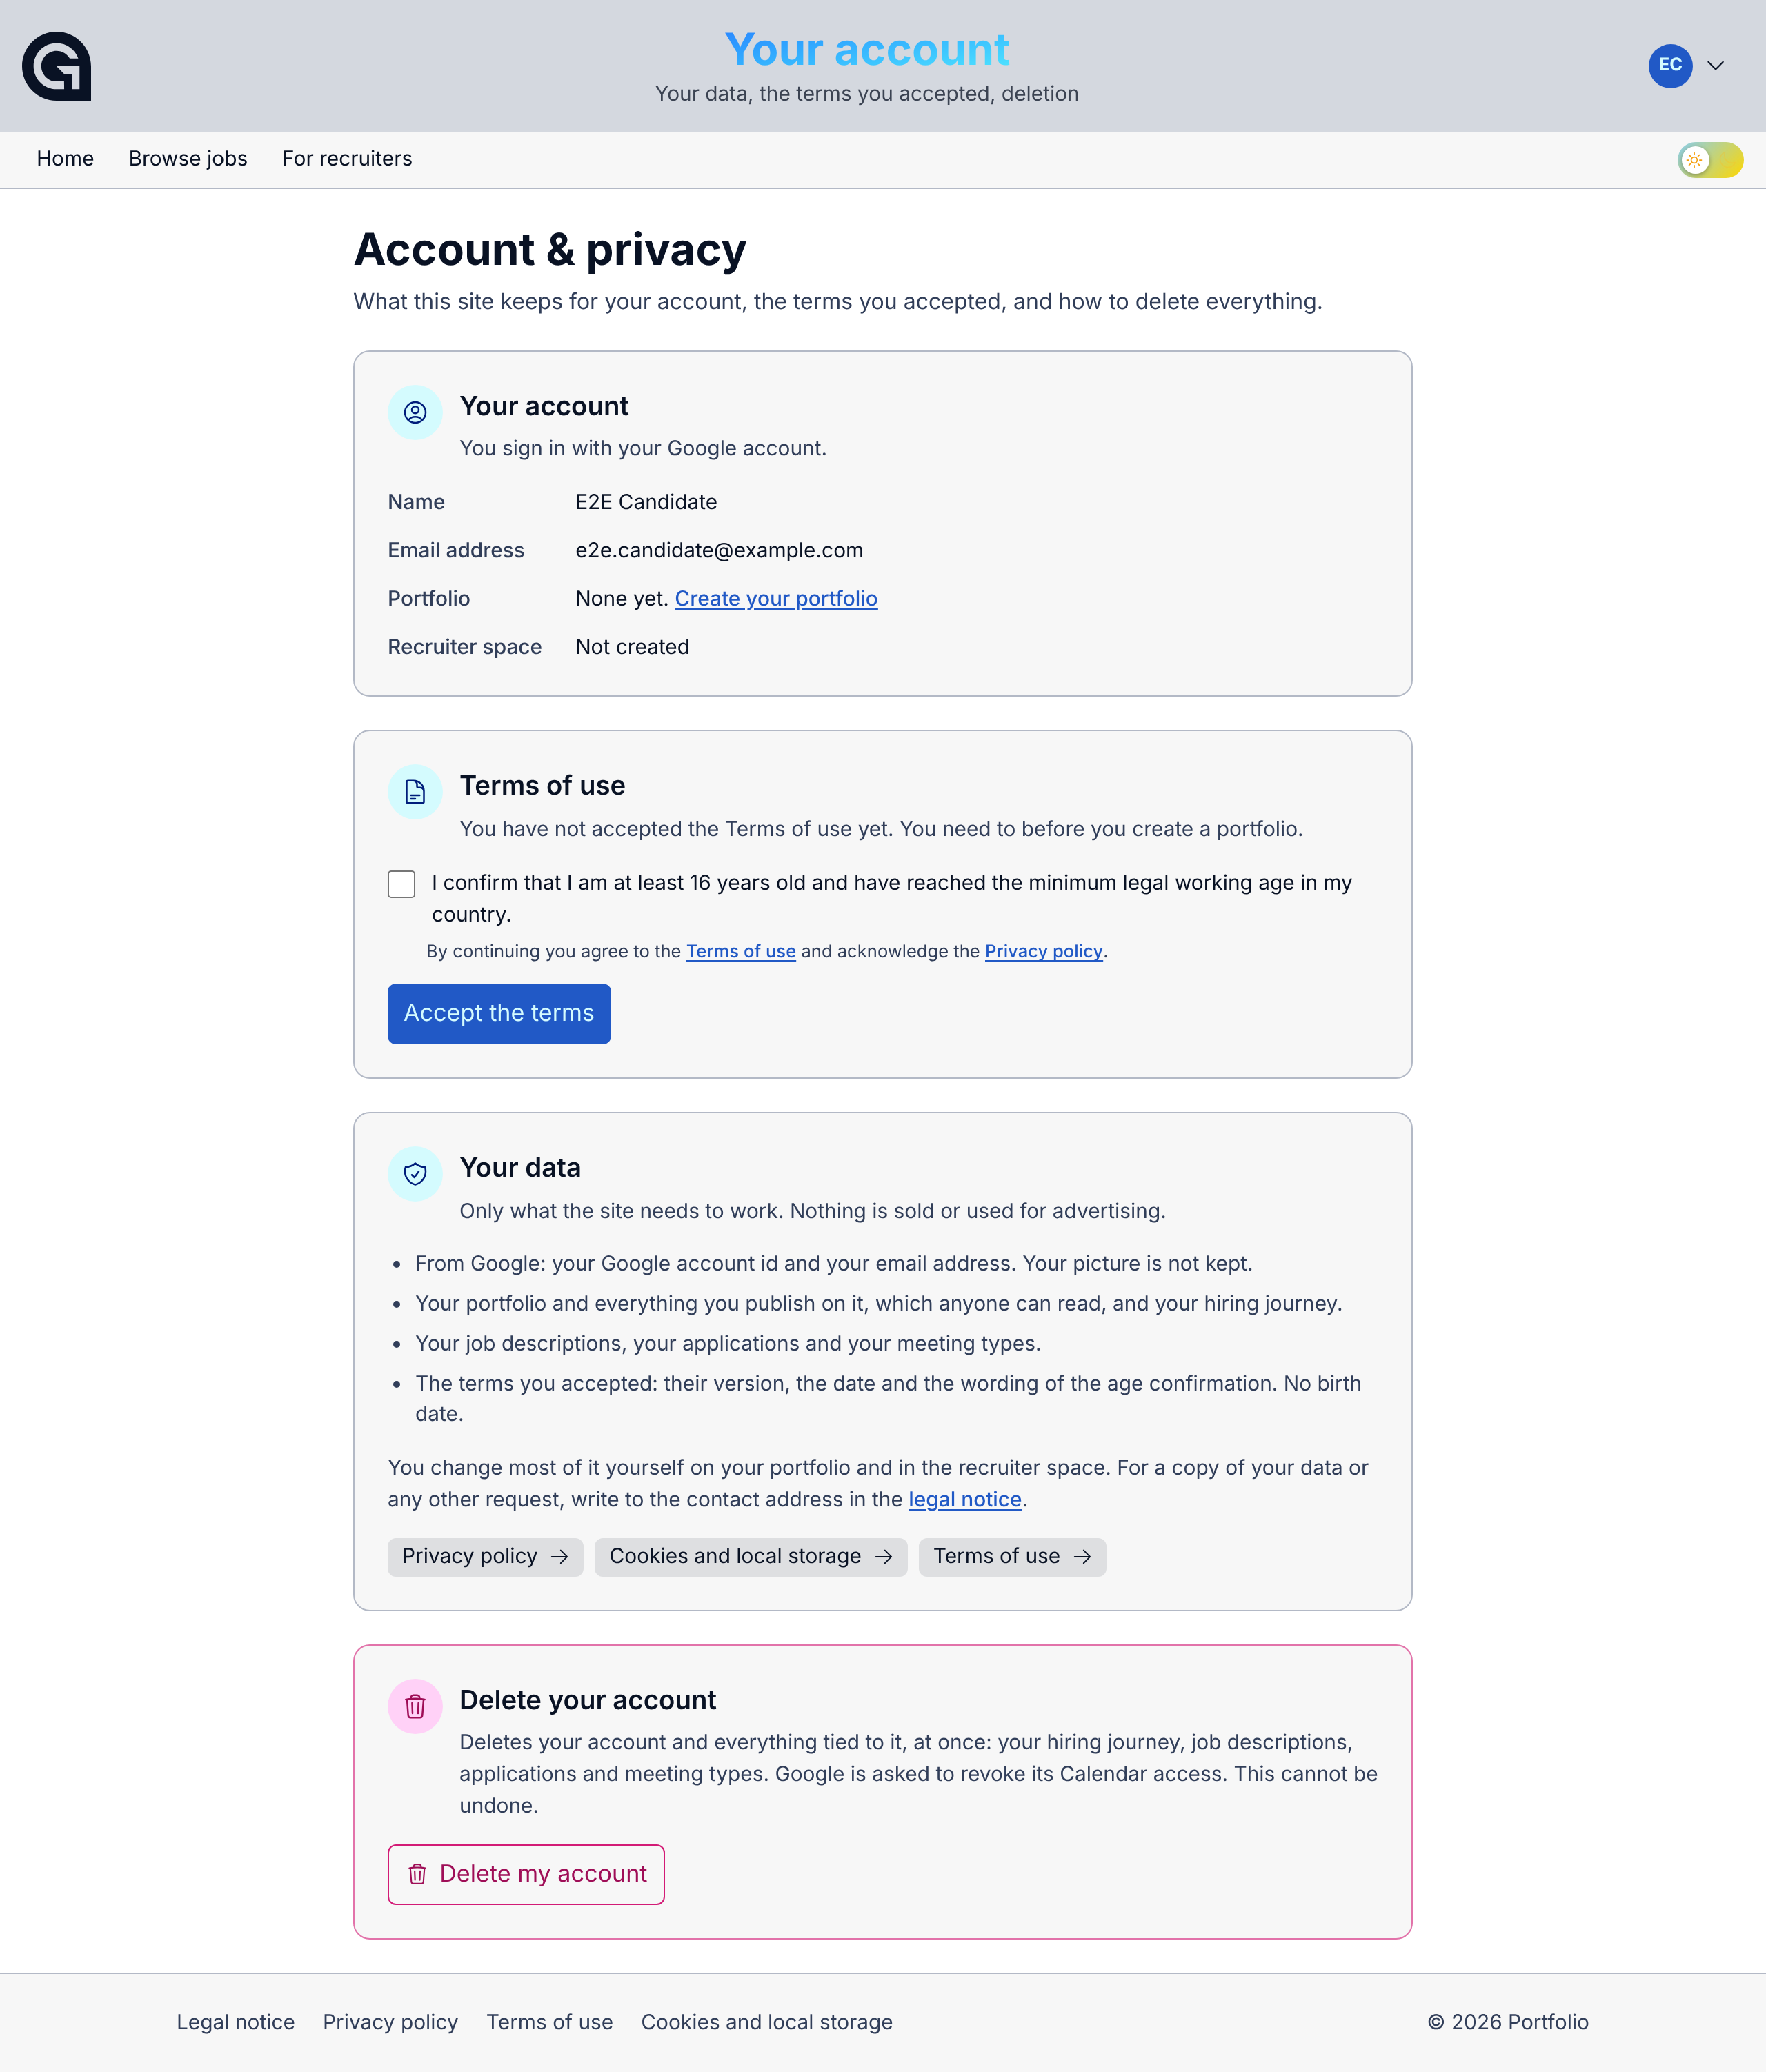 Your account
Your data, the terms you accepted, deletion
EC
Home
Browse jobs
For recruiters
Account & privacy
What this site keeps for your account, the terms you accepted, and how to delete everything.
Your account
You sign in with your Google account.
Name
E2E Candidate
Email address
e2e.candidate@example.com
Portfolio
None yet. Create your portfolio
Recruiter space
Not created
Terms of use
You have not accepted the Terms of use yet. You need to before you create a portfolio.
I confirm that I am at least 16 years old and have reached the minimum legal working age in my
country.
By continuing you agree to the Terms of use and acknowledge the Privacy policy.
Accept the terms
Your data
Only what the site needs to work. Nothing is sold or used for advertising.
• From Google: your Google account id and your email address. Your picture is not kept.
• Your portfolio and everything you publish on it, which anyone can read, and your hiring journey.
• Your job descriptions, your applications and your meeting types.
• The terms you accepted: their version, the date and the wording of the age confirmation. No birth
date.
You change most of it yourself on your portfolio and in the recruiter space. For a copy of your data or
any other request, write to the contact address in the legal notice.
Privacy policy →
Cookies and local storage →
Terms of use →
Delete your account
Deletes your account and everything tied to it, at once: your hiring journey, job descriptions,
applications and meeting types. Google is asked to revoke its Calendar access. This cannot be
undone.
Delete my account
Legal notice
Privacy policy
Terms of use
Cookies and local storage
© 2026 Portfolio